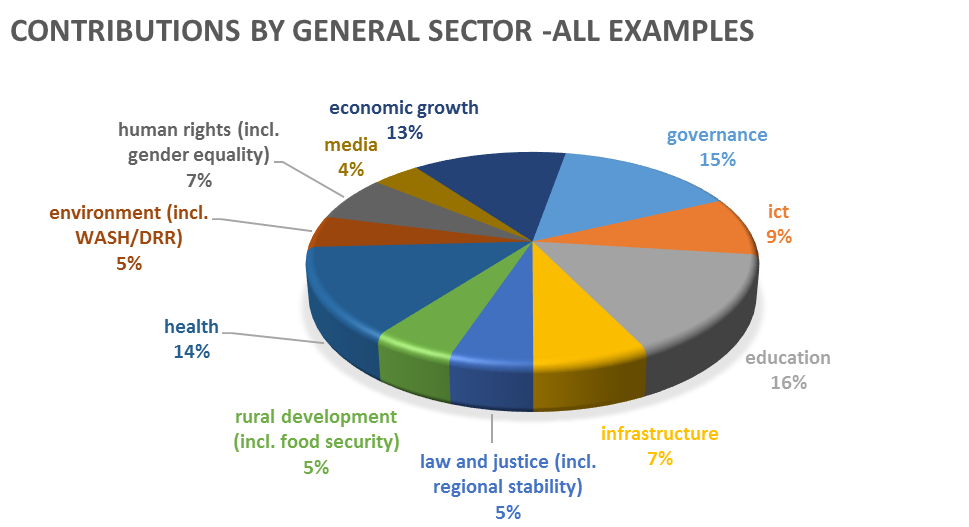 CONTRIBUTIONS BY GENERAL SECTOR -ALL EXAMPLES
economic growth
13%
governance
15%
human rights (incl.
gender equality)
7%
media
4%
environment (incl.
WASH/DRR)
5%
ict
9%
health
14%
education
16%
rural development
(incl. food security)
5%
infrastructure
7%
law and justice (incl.
regional stability)
5%